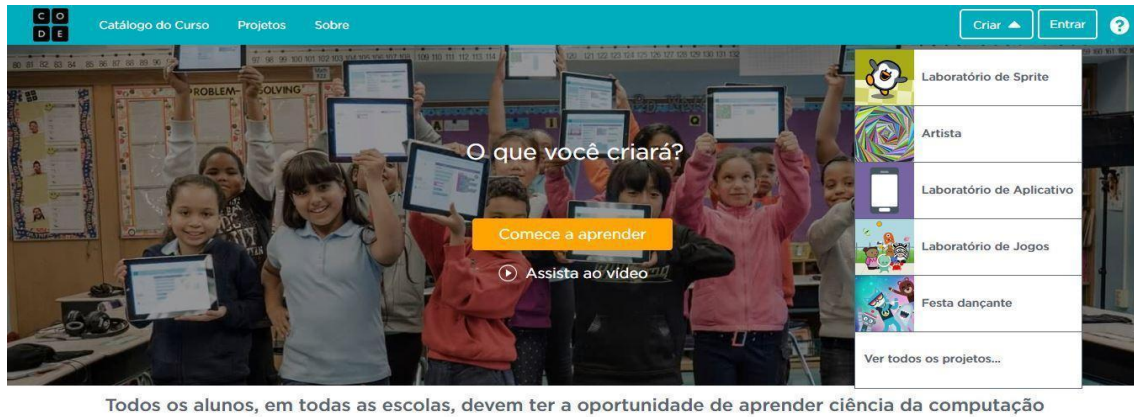 C O
D E
Catálogo do Curso Projetos Sobre
Criar Entrar ?
PROBLEM-SOLVING
O que você criará?
Comece a aprender
Assista ao vídeo
Laboratório de Sprite
Artista
Laboratório de Aplicativo
Laboratório de Jogos
Festa dançante
Ver todos os projetos...
Todos os alunos, em todas as escolas, devem ter a oportunidade de aprender ciência da computação